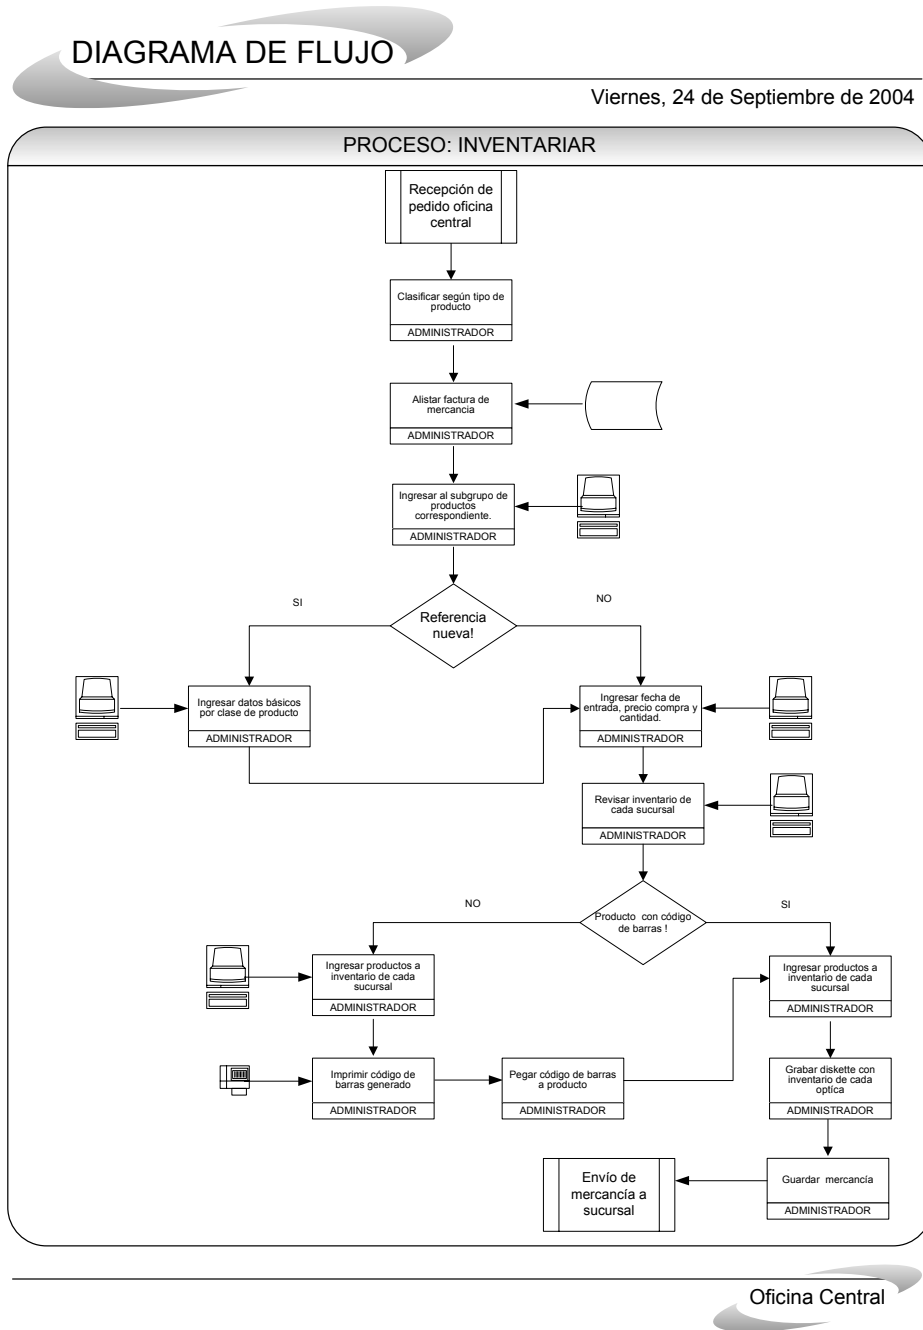 DIAGRAMA DE FLUJO
Viernes, 24 de Septiembre de 2004
PROCESO: INVENTARIAR
Recepción de
pedido oficina
central
Clasificar según tipo de
producto
ADMINISTRADOR
Alistar factura de
mercancia
ADMINISTRADOR
Ingresar al subgrupo de
productos
correspondiente.
ADMINISTRADOR
SI
NO
Referencia
nueva!
Ingresar datos básicos
por clase de producto
ADMINISTRADOR
Ingresar fecha de
entrada, precio compra y
cantidad.
ADMINISTRADOR
Revisar inventario de
cada sucursal
ADMINISTRADOR
NO
SI
Producto con código
de barras !
Ingresar productos a
inventario de cada
sucursal
ADMINISTRADOR
Ingresar productos a
inventario de cada
sucursal
ADMINISTRADOR
Imprimir código de
barras generado
ADMINISTRADOR
Pegar código de barras
a producto
ADMINISTRADOR
Grabar diskette con
inventario de cada
optíca
ADMINISTRADOR
Envío de
mercancía a
sucursal
Guardar mercancía
ADMINISTRADOR
Oficina Central